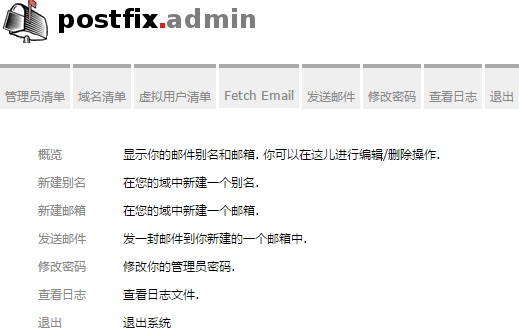 postfix.admin
管理员清单 域名清单 虚拟用户清单 Fetch Email 发送邮件 修改密码 查看日志 退出
概览 显示你的邮件别名和邮箱. 你可以在这儿进行编辑/删除操作.
新建别名 在您的域中新建一个别名.
新建邮箱 在您的域中新建一个邮箱.
发送邮件 发一封邮件到你新建的一个邮箱中.
修改密码 修改你的管理员密码.
查看日志 查看日志文件.
退出 退出系统